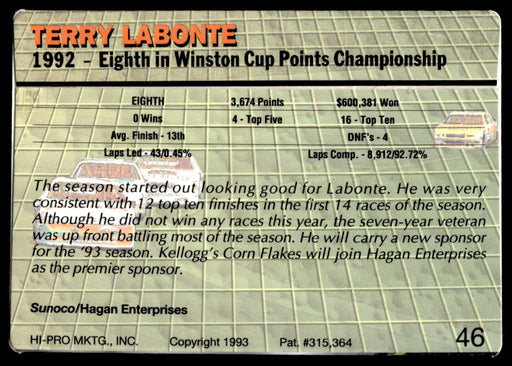 TERRY LABONTE
1992 - Eighth in Winston Cup Points Championship
EIGHTH 3,674 Points $600,381 Won
0 Wins 4 - Top Five 16 - Top Ten
Avg. Finish - 13th DNF's - 4
Laps Led - 43/0.45% Laps Comp. - 8,912/92.72%
The season started out looking good for Labonte. He was very
consistent with 12 top ten finishes in the first 14 races of the season.
Although he did not win any races this year, the seven-year veteran
was up front battling most of the season. He will carry a new sponsor
for the '93 season. Kellogg's Corn Flakes will join Hagan Enterprises
as the premier sponsor.
Sunoco/Hagan Enterprises
HI-PRO MKTG., INC. Copyright 1993 Pat. #315,364 46